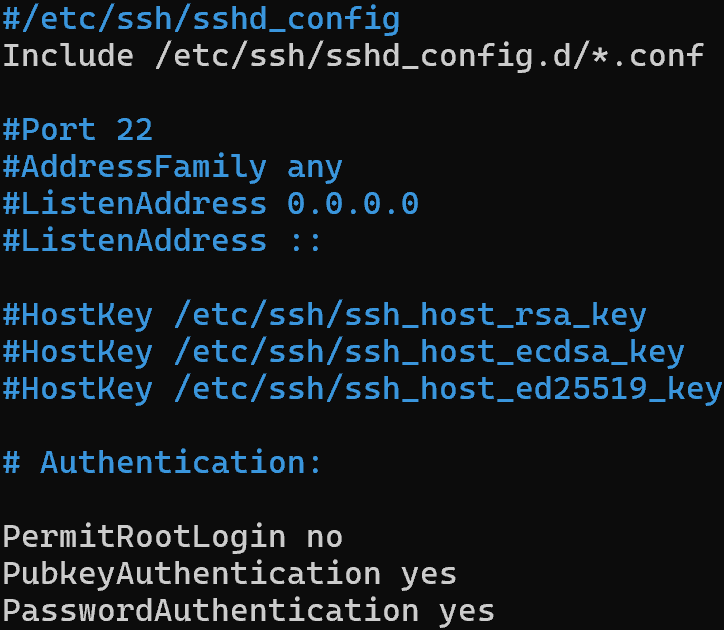 #/etc/ssh/sshd_config
Include /etc/ssh/sshd_config.d/*.conf

#Port 22
#AddressFamily any
#ListenAddress 0.0.0.0
#ListenAddress ::

#HostKey /etc/ssh/ssh_host_rsa_key
#HostKey /etc/ssh/ssh_host_ecdsa_key
#HostKey /etc/ssh/ssh_host_ed25519_key

# Authentication:

PermitRootLogin no
PubkeyAuthentication yes
PasswordAuthentication yes